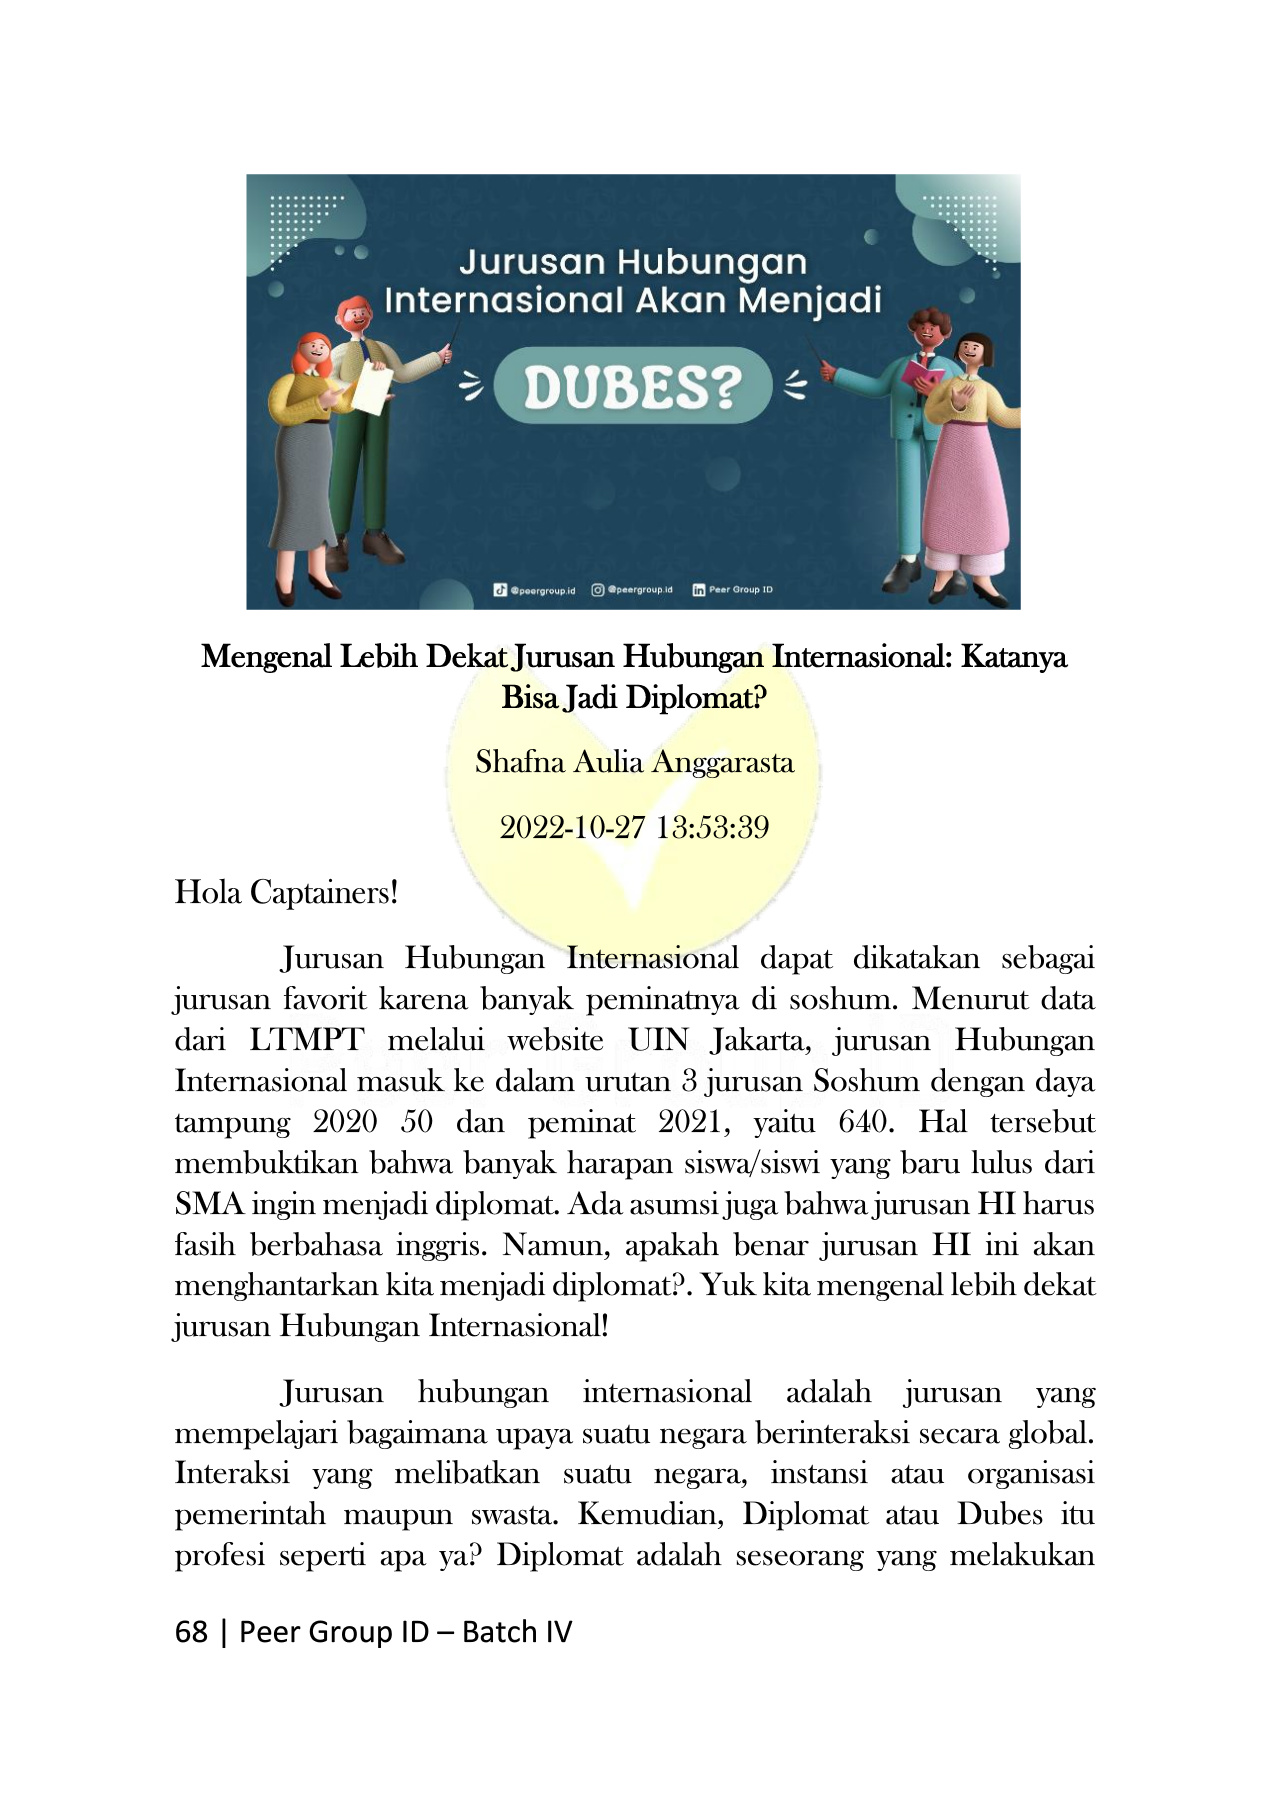 Jurusan Hubungan
Internasional Akan Menjadi
DUBES?
@peergroup.id @peergroup.id Peer Group ID
Mengenal Lebih Dekat Jurusan Hubungan Internasional: Katanya
Bisa Jadi Diplomat?
Shafna Aulia Anggarasta
2022-10-27 13:53:39
Hola Captainers!
Jurusan Hubungan Internasional dapat dikatakan sebagai
jurusan favorit karena banyak peminatnya di soshum. Menurut data
dari LTMPT melalui website UIN Jakarta, jurusan Hubungan
Internasional masuk ke dalam urutan 3 jurusan Soshum dengan daya
tampung 2020 50 dan peminat 2021, yaitu 640. Hal tersebut
membuktikan bahwa banyak harapan siswa/siswi yang baru lulus dari
SMA ingin menjadi diplomat. Ada asumsi juga bahwa jurusan HI harus
fasih berbahasa inggris. Namun, apakah benar jurusan HI ini akan
menghantarkan kita menjadi diplomat?. Yuk kita mengenal lebih dekat
jurusan Hubungan Internasional!
Jurusan hubungan internasional adalah jurusan yang
mempelajari bagaimana upaya suatu negara berinteraksi secara global.
Interaksi yang melibatkan suatu negara, instansi atau organisasi
pemerintah maupun swasta. Kemudian, Diplomat atau Dubes itu
profesi seperti apa ya? Diplomat adalah seseorang yang melakukan
68 | Peer Group ID – Batch IV